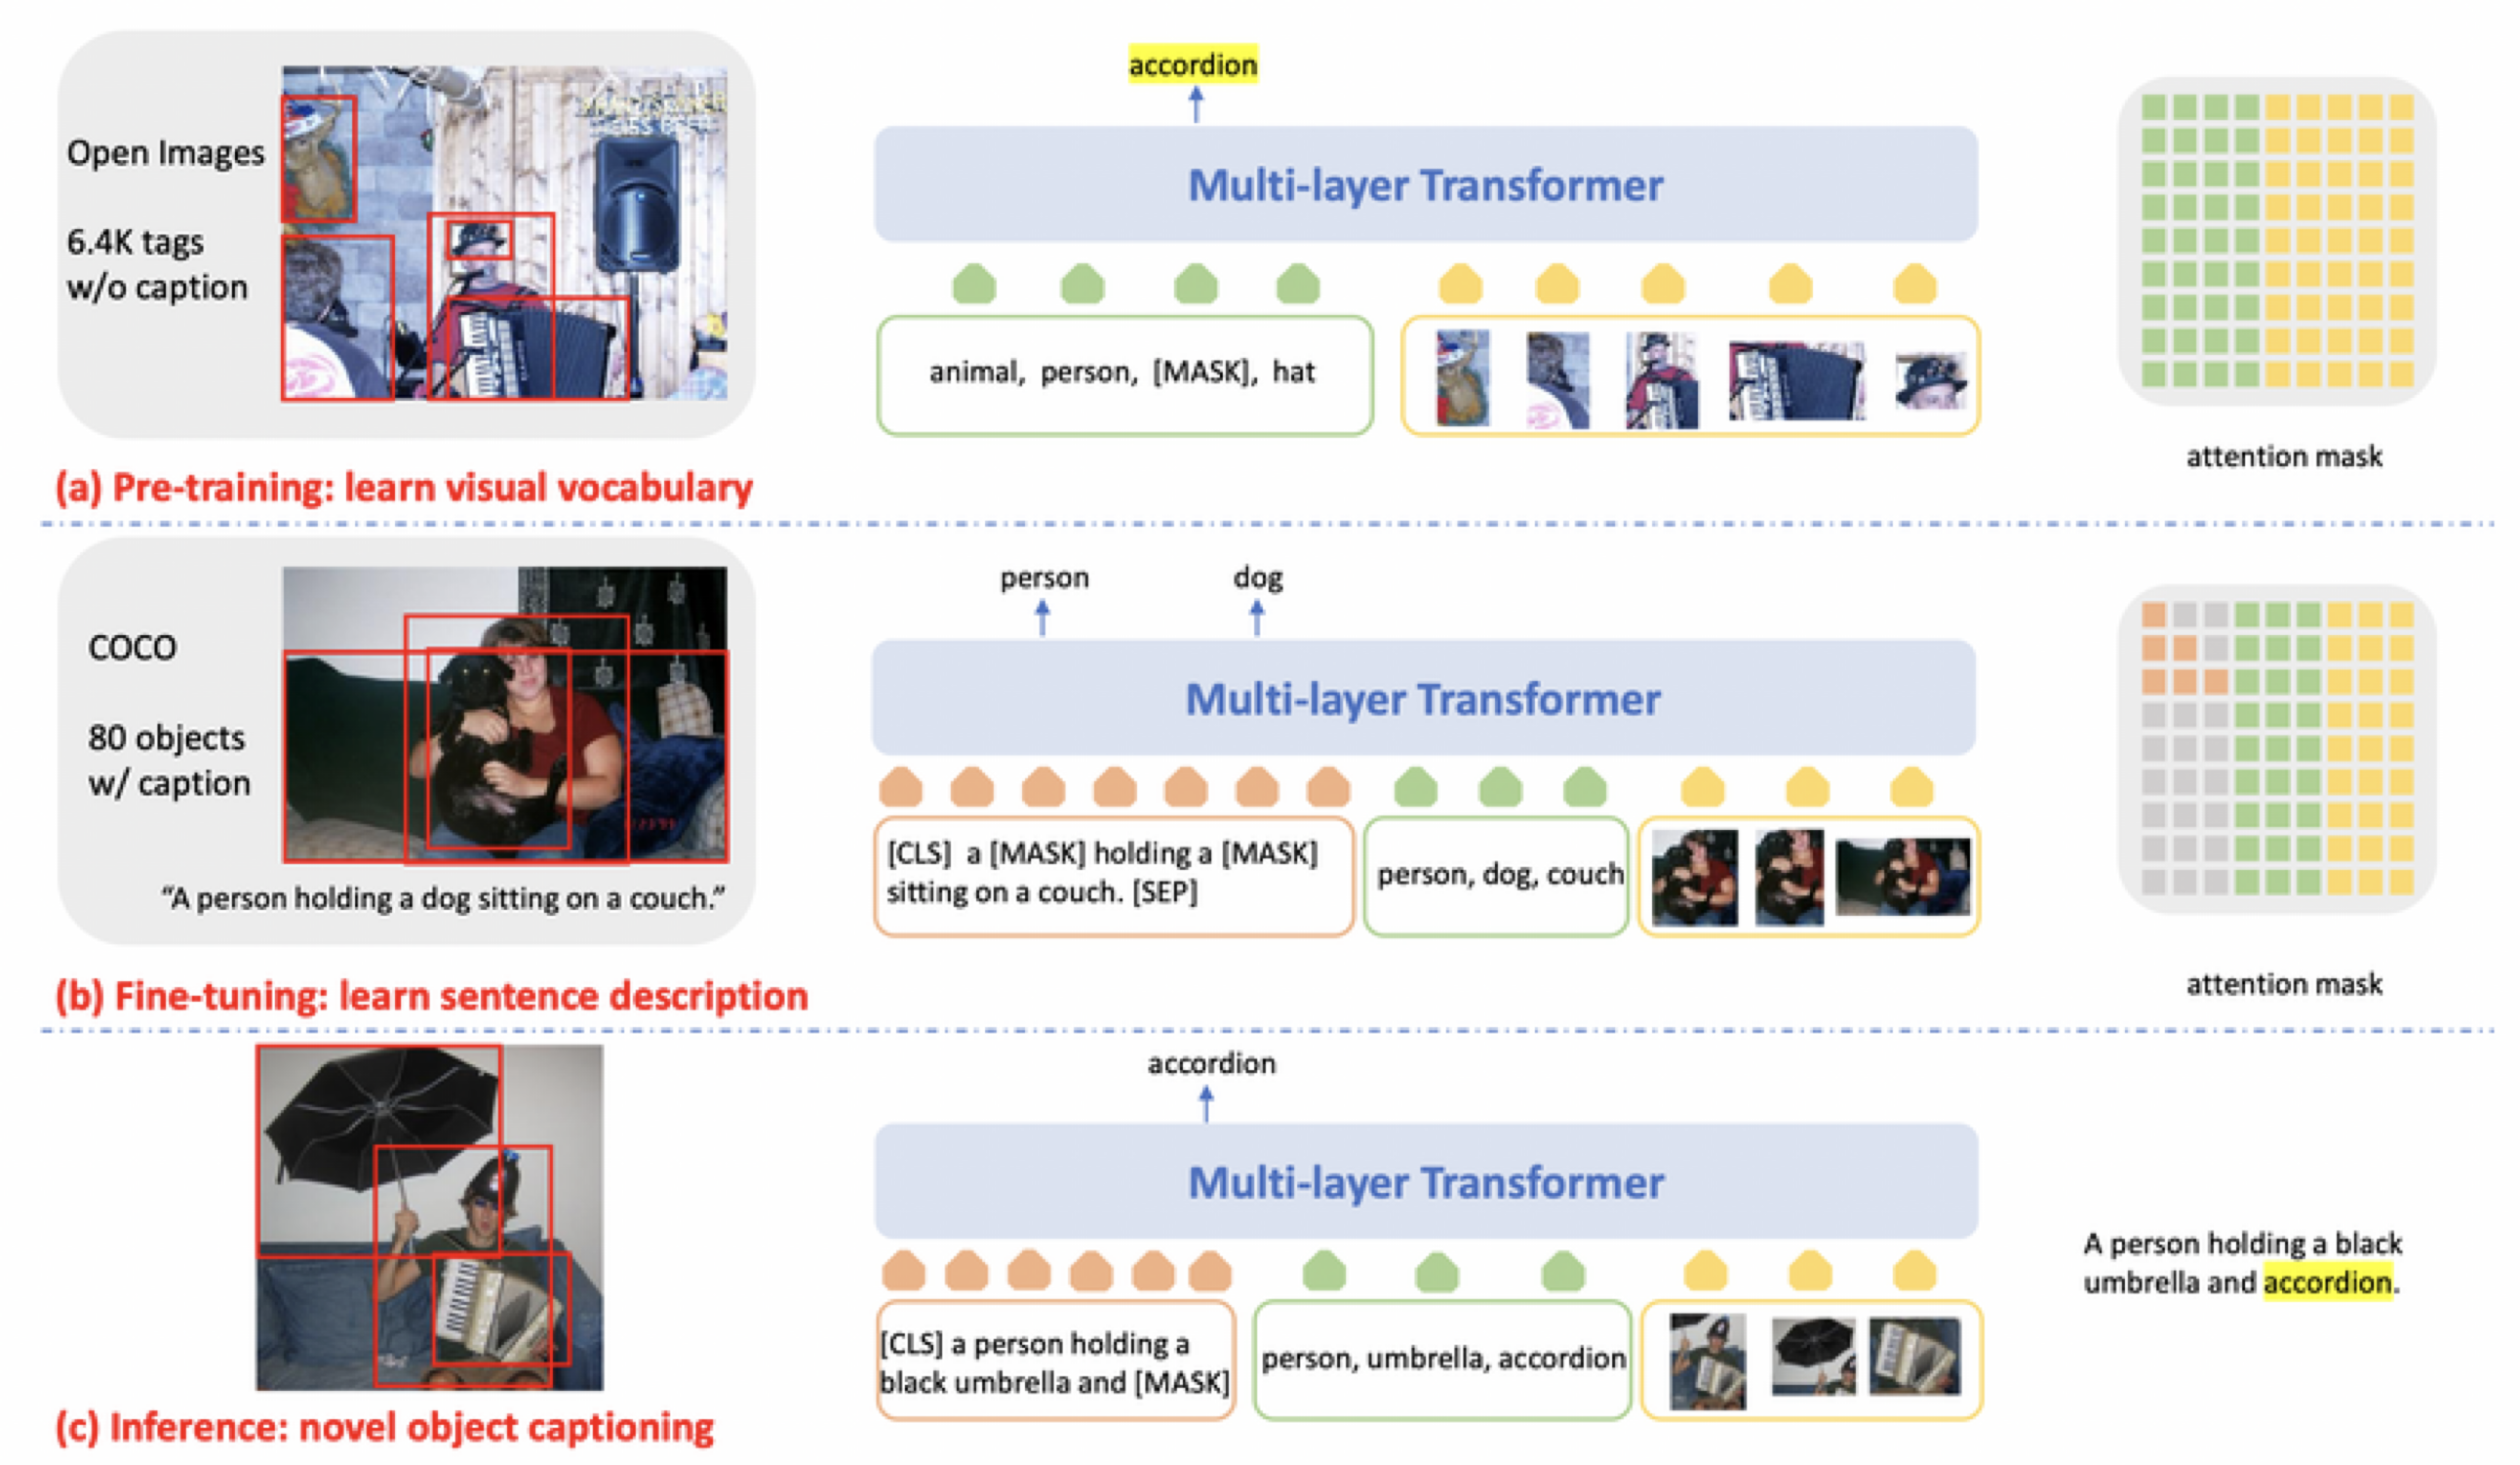 accordion
Open Images
6.4K tags
w/o caption
Multi-layer Transformer
animal, person, [MASK], hat
attention mask
(a) Pre-training: learn visual vocabulary
person
dog
COCO
80 objects
w/ caption
Multi-layer Transformer
[CLS] a [MASK] holding a [MASK]
sitting on a couch. [SEP]
person, dog, couch
“A person holding a dog sitting on a couch.”
attention mask
(b) Fine-tuning: learn sentence description
accordion
Multi-layer Transformer
[CLS] a person holding a
black umbrella and [MASK]
person, umbrella, accordion
A person holding a black
umbrella and accordion.
(c) Inference: novel object captioning